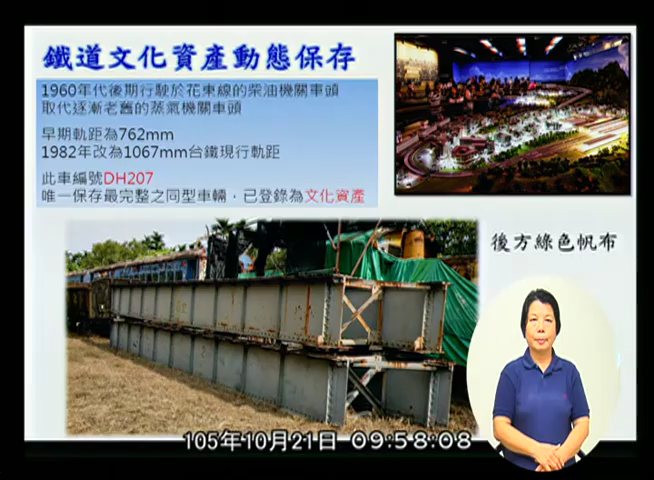 鐵道文化資產動態保存
1960年代後期行駛於花東線的柴油機關車頭
取代逐漸老舊的蒸氣機關車頭
早期軌距為762mm
1982年改為1067mm台鐵現行軌距
此車編號DH207
唯一保存最完整之同型車輛，已登錄為文化資產
後方綠色帆布
105年10月21日 09:58:08